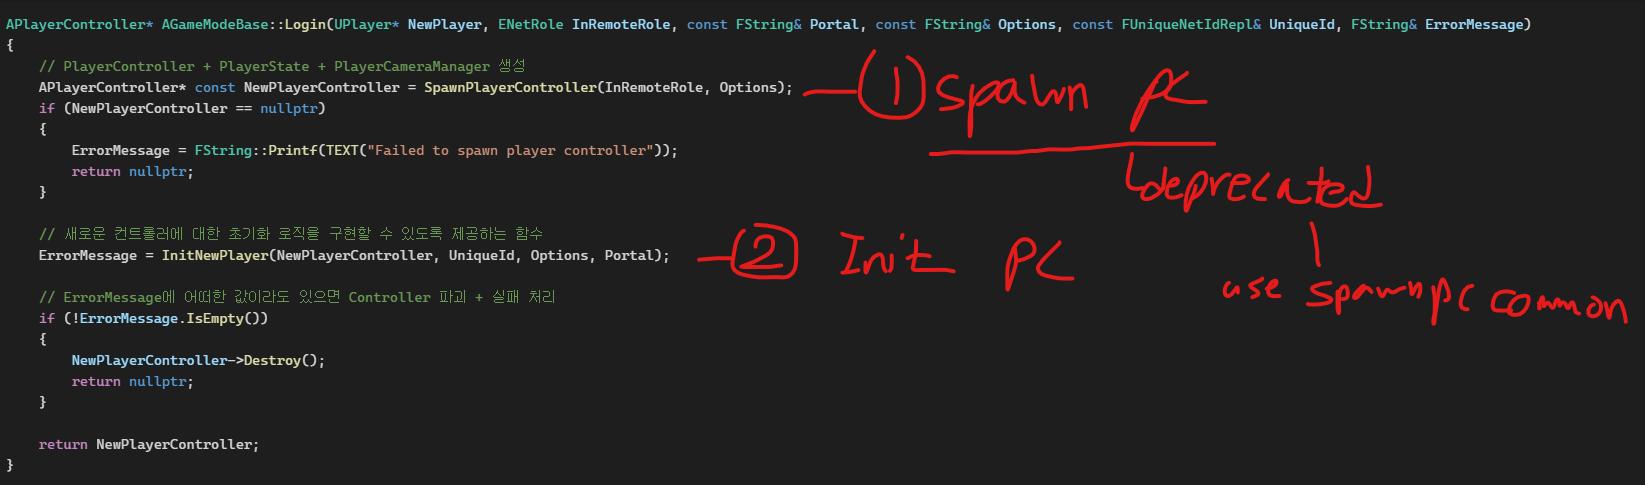 APlayerController* AGameModeBase::Login(UPlayer* NewPlayer, ENetRole InRemoteRole, const FString& Portal, const FString& Options, const FUniqueNetIdRepl& UniqueId, FString& ErrorMessage)
{
// PlayerController + PlayerState + PlayerCameraManager 생성
APlayerController* const NewPlayerController = SpawnPlayerController(InRemoteRole, Options);
① Spawn PC
if (NewPlayerController == nullptr)
{
ErrorMessage = FString::Printf(TEXT("Failed to spawn player controller"));
return nullptr;
deprecated
}
// 새로운 컨트롤러에 대한 초기화 로직을 구현할 수 있도록 제공하는 함수
ErrorMessage = InitNewPlayer(NewPlayerController, UniqueId, Options, Portal);
② Init PC
// ErrorMessage에 어떠한 값이라도 있으면 Controller 파괴 + 실패 처리
use spawn pc common
if (!ErrorMessage.IsEmpty())
{
NewPlayerController->Destroy();
return nullptr;
}
return NewPlayerController;
}